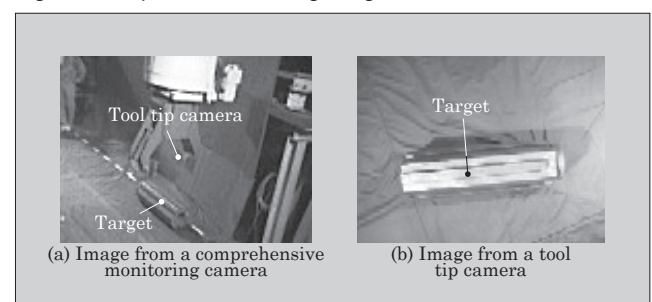 Tool tip camera
Target
(a) Image from a comprehensive
monitoring camera
Target
(b) Image from a tool
tip camera